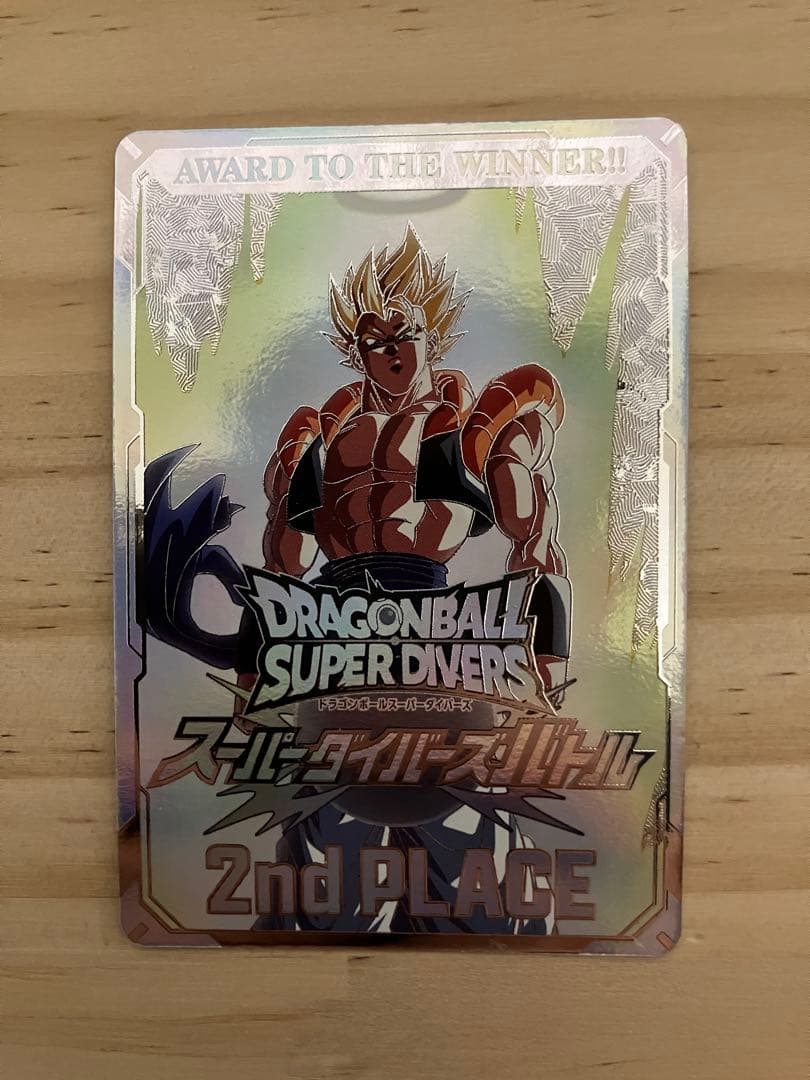 AWARD TO THE WINNER!!
DRAGONBALL
SUPER DIVERS
ドラゴンボールスーパーダイバーズ
スーパーダイバーズバトル
2nd PLACE